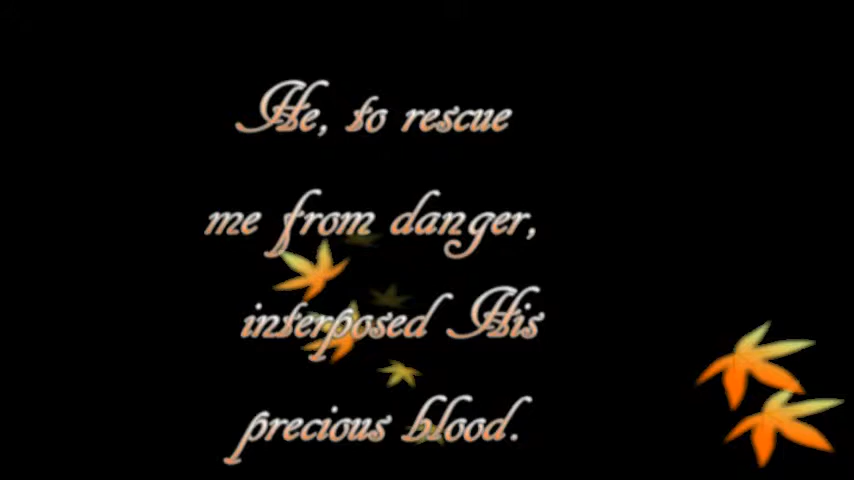 He, to rescue
me from danger,
interposed His
precious blood.